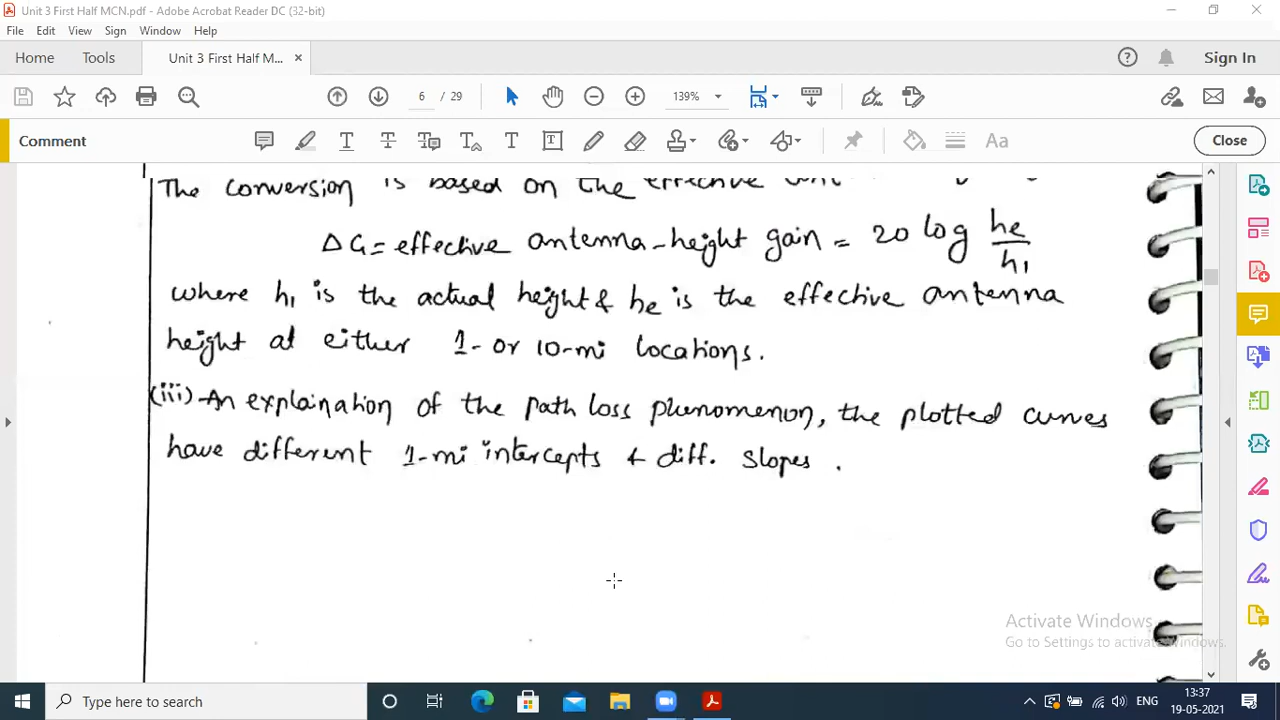 Unit 3 First Half MCN.pdf - Adobe Acrobat Reader DC (32-bit)
File Edit View Sign Window Help
Home Tools Unit 3 First Half M... × Sign In
6 / 29 139%
Comment Close
The conversion is based on the effective
Δ G = effective antenna-height gain = 20 log he/h1
where h1 is the actual height & he is the effective antenna
height at either 1- or 10-mi locations.
(iii) An explaination of the path loss phenomenon, the plotted curves
have different 1-mi intercepts & diff. slopes.
Activate Windows
Go to Settings to activate Windows.
Type here to search
ENG 13:37
19-05-2021